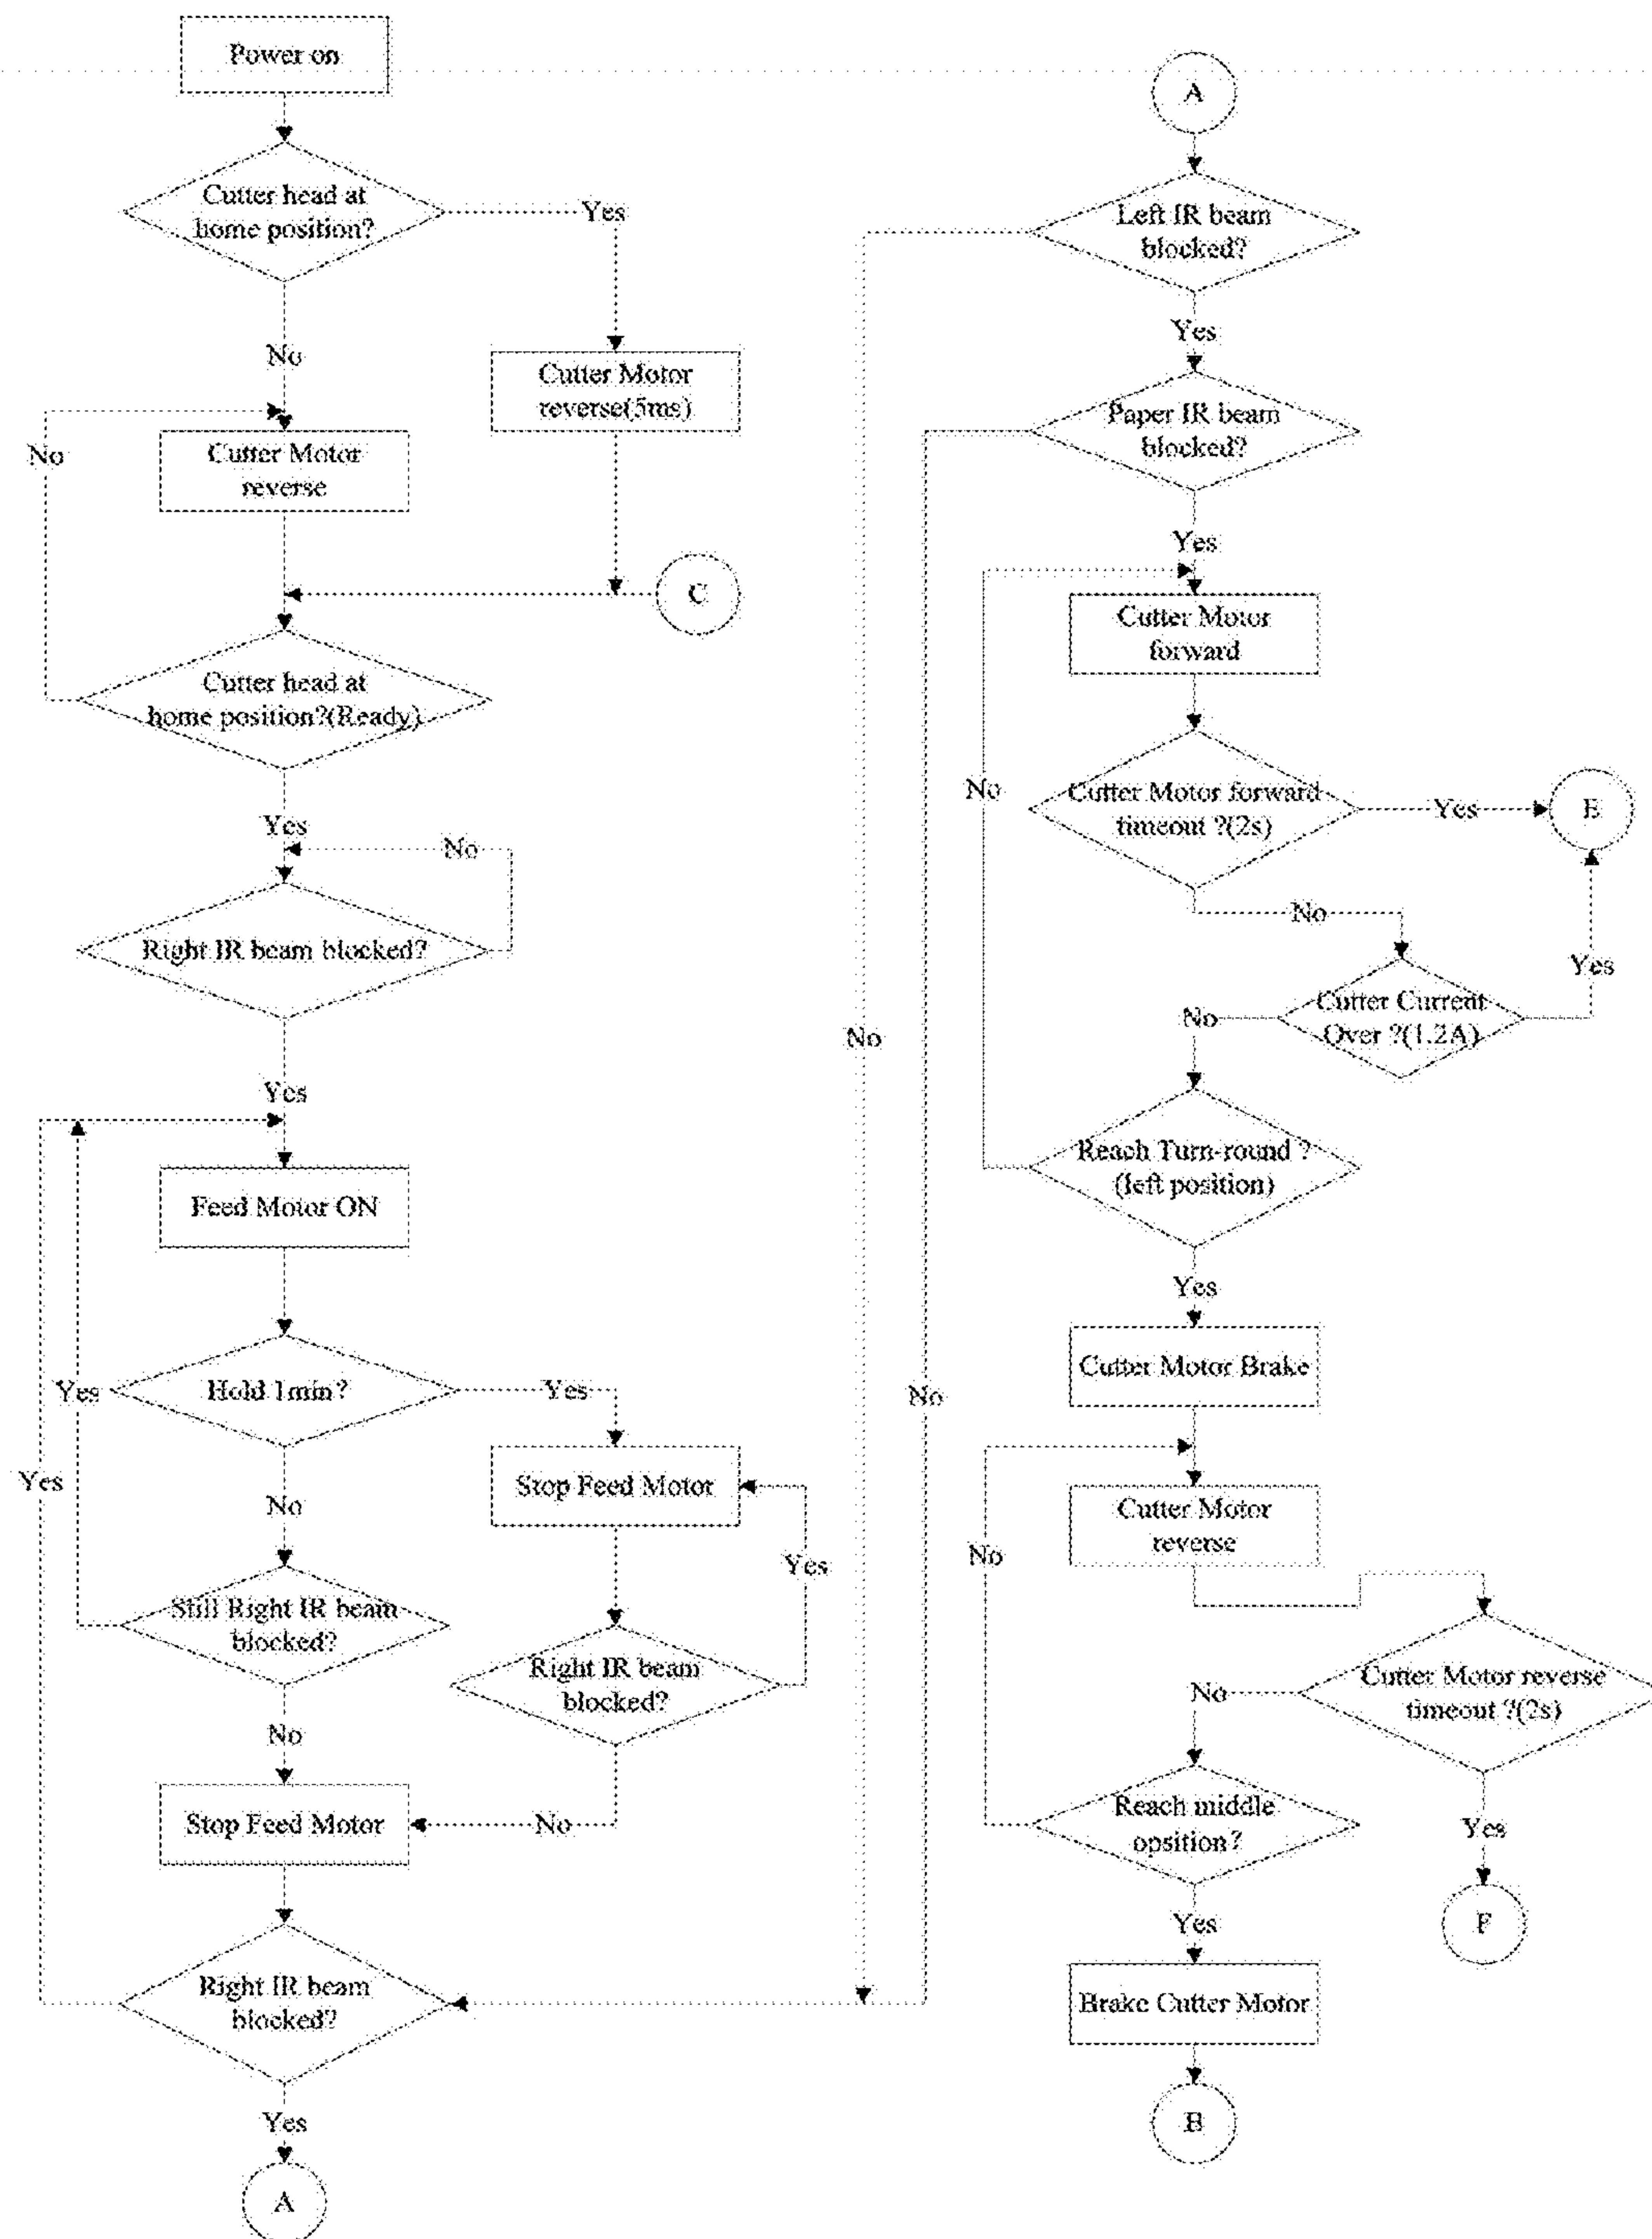 Power on
Cutter head at
home position?
Yes
No
Cutter Motor
reverse(5ms)
No
Cutter Motor
reverse
C
Cutter head at
home position?(Ready)
Yes
No
Right IR beam blocked?
Yes
Feed Motor ON
Yes
Hold 1min?
Yes
Yes
Stop Feed Motor
No
Yes
Still Right IR beam
blocked?
Right IR beam
blocked?
No
Stop Feed Motor
No
Right IR beam
blocked?
Yes
A
A
Left IR beam
blocked?
Yes
Paper IR beam
blocked?
Yes
Cutter Motor
forward
No
Cutter Motor forward
timeout ?(2s)
Yes
E
No
Yes
No
Cutter Current
Over ?(1.2A)
No
Reach Turn-round ?
(left position)
Yes
Cutter Motor Brake
No
Cutter Motor
reverse
No
No
Cutter Motor reverse
timeout ?(2s)
Reach middle
opsition?
Yes
Yes
F
Brake Cutter Motor
B